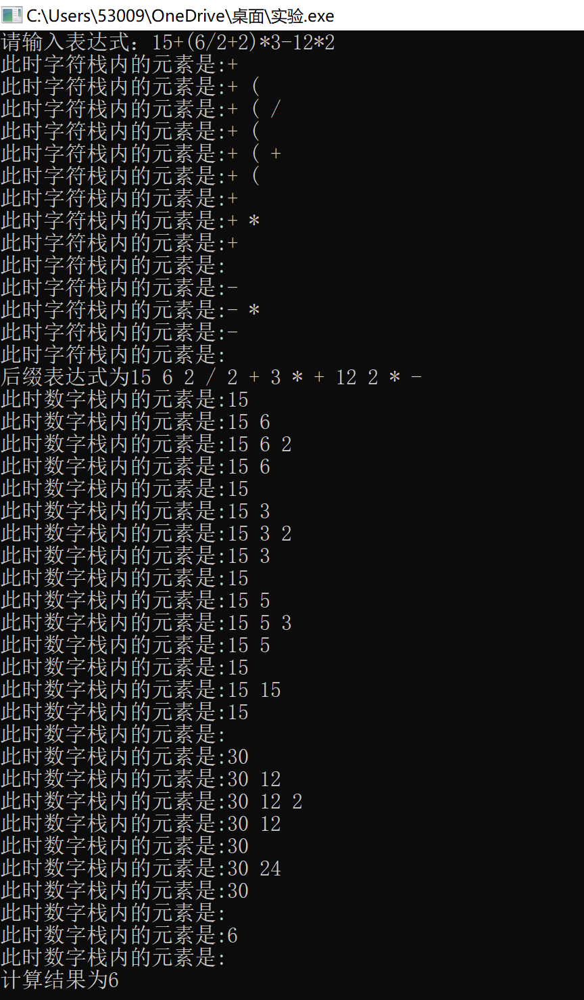 C:\Users\53009\OneDrive\桌面\实验.exe
请输入表达式：15+(6/2+2)*3-12*2
此时字符栈内的元素是:+
此时字符栈内的元素是:+ (
此时字符栈内的元素是:+ ( /
此时字符栈内的元素是:+ (
此时字符栈内的元素是:+ ( +
此时字符栈内的元素是:+ (
此时字符栈内的元素是:+
此时字符栈内的元素是:+ *
此时字符栈内的元素是:+
此时字符栈内的元素是:
此时字符栈内的元素是:-
此时字符栈内的元素是:- *
此时字符栈内的元素是:-
此时字符栈内的元素是:
后缀表达式为15 6 2 / 2 + 3 * + 12 2 * -
此时数字栈内的元素是:15
此时数字栈内的元素是:15 6
此时数字栈内的元素是:15 6 2
此时数字栈内的元素是:15 6
此时数字栈内的元素是:15
此时数字栈内的元素是:15 3
此时数字栈内的元素是:15 3 2
此时数字栈内的元素是:15 3
此时数字栈内的元素是:15
此时数字栈内的元素是:15 5
此时数字栈内的元素是:15 5 3
此时数字栈内的元素是:15 5
此时数字栈内的元素是:15
此时数字栈内的元素是:15 15
此时数字栈内的元素是:15
此时数字栈内的元素是:
此时数字栈内的元素是:30
此时数字栈内的元素是:30 12
此时数字栈内的元素是:30 12 2
此时数字栈内的元素是:30 12
此时数字栈内的元素是:30
此时数字栈内的元素是:30 24
此时数字栈内的元素是:30
此时数字栈内的元素是:
此时数字栈内的元素是:6
此时数字栈内的元素是:
计算结果为6